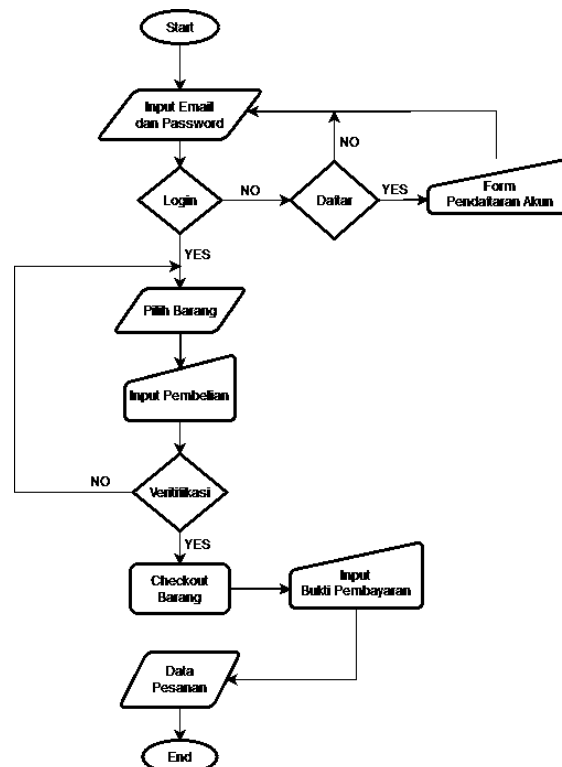 Start
Input Email
dan Password
NO
Login
NO
Daftar
YES
Form
Pendaftaran Akun
YES
Pilih Barang
Input Pembelian
NO
Veritifikasi
YES
Checkout
Barang
Input
Bukti Pembayaran
Data
Pesanan
End